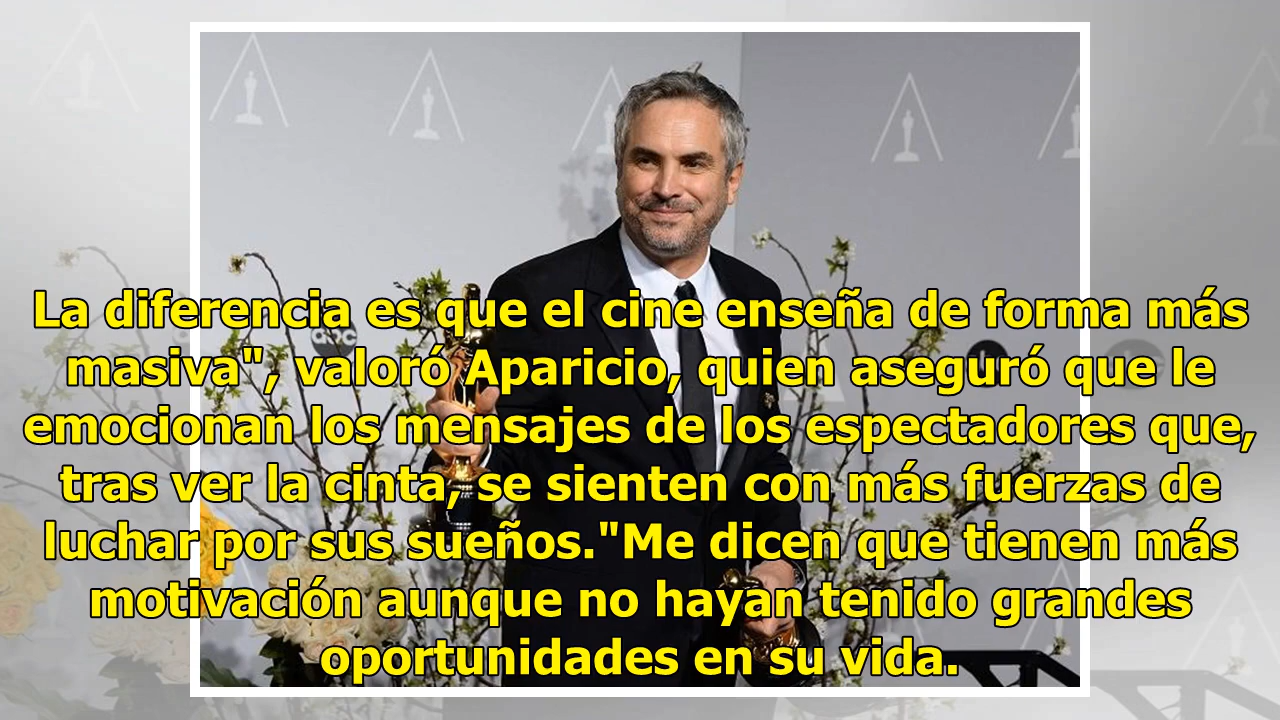 La diferencia es que el cine enseña de forma más
masiva", valoró Aparicio, quien aseguró que le
emocionan los mensajes de los espectadores que,
tras ver la cinta, se sienten con más fuerzas de
luchar por sus sueños."Me dicen que tienen más
motivación aunque no hayan tenido grandes
oportunidades en su vida.
abc